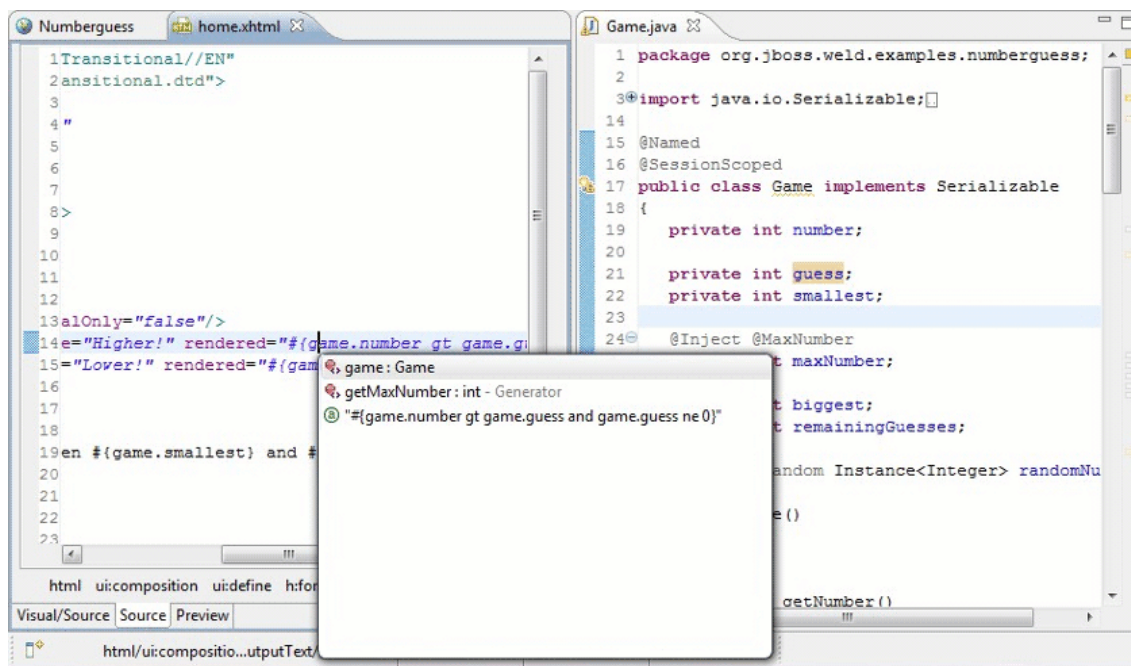 Numberguess
home.xhtml
1Transitional//EN"
2ansitional.dtd">
3
4"
5
6
7
8>
9
10
11
12
13alOnly="false"/>
14e="Higher!" rendered="#{game.number gt game.g
15="Lower!" rendered="#{gam
16
17
18
19en #{game.smallest} and #
20
21
22
23
html ui:composition ui:define h:for
Visual/Source Source Preview
html/ui:compositio...utputText/
game : Game
getMaxNumber : int - Generator
"#{game.number gt game.guess and game.guess ne 0}"
Game.java
1 package org.jboss.weld.examples.numberguess;
2
3 import java.io.Serializable;
14
15 @Named
16 @SessionScoped
17 public class Game implements Serializable
18 {
19 private int number;
20
21 private int guess;
22 private int smallest;
23
24 @Inject @MaxNumber
t maxNumber;
t biggest;
t remainingGuesses;
andom Instance<Integer> randomNu
e()
getNumber()